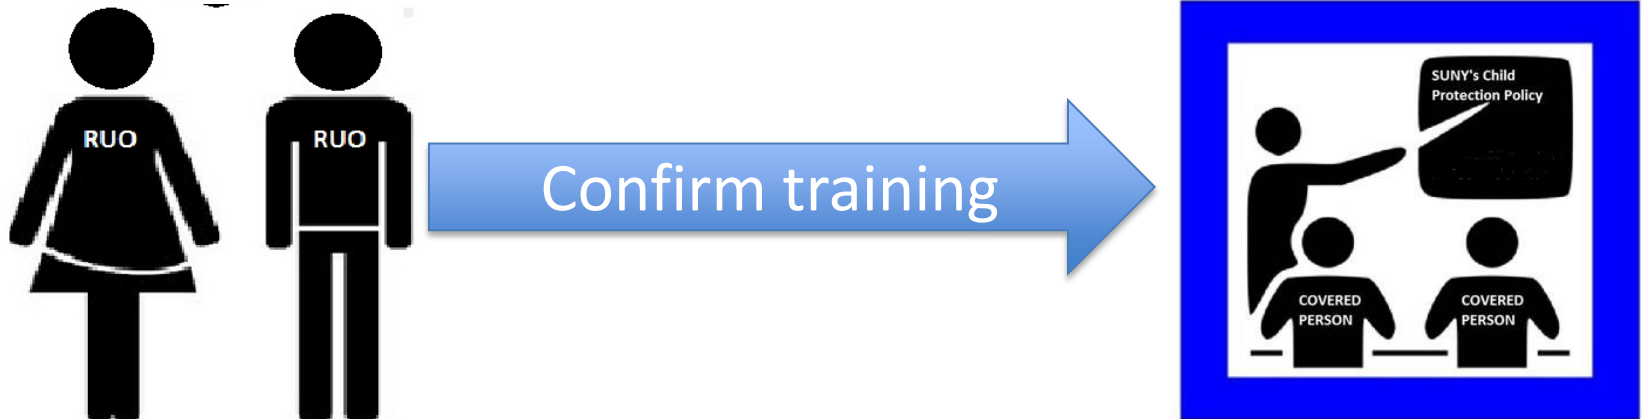 RUO
RUO
Confirm training
SUNY's Child
Protection Policy
COVERED
PERSON
COVERED
PERSON